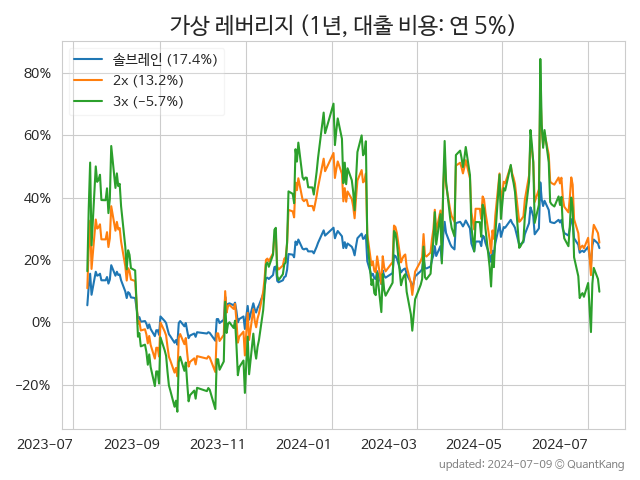 가상 레버리지 (1년, 대출 비용: 연 5%)
솔브레인 (17.4%)
2x (13.2%)
3x (−5.7%)
80%
60%
40%
20%
0%
−20%
2023-07 2023-09 2023-11 2024-01 2024-03 2024-05 2024-07
updated: 2024-07-09 © QuantKang